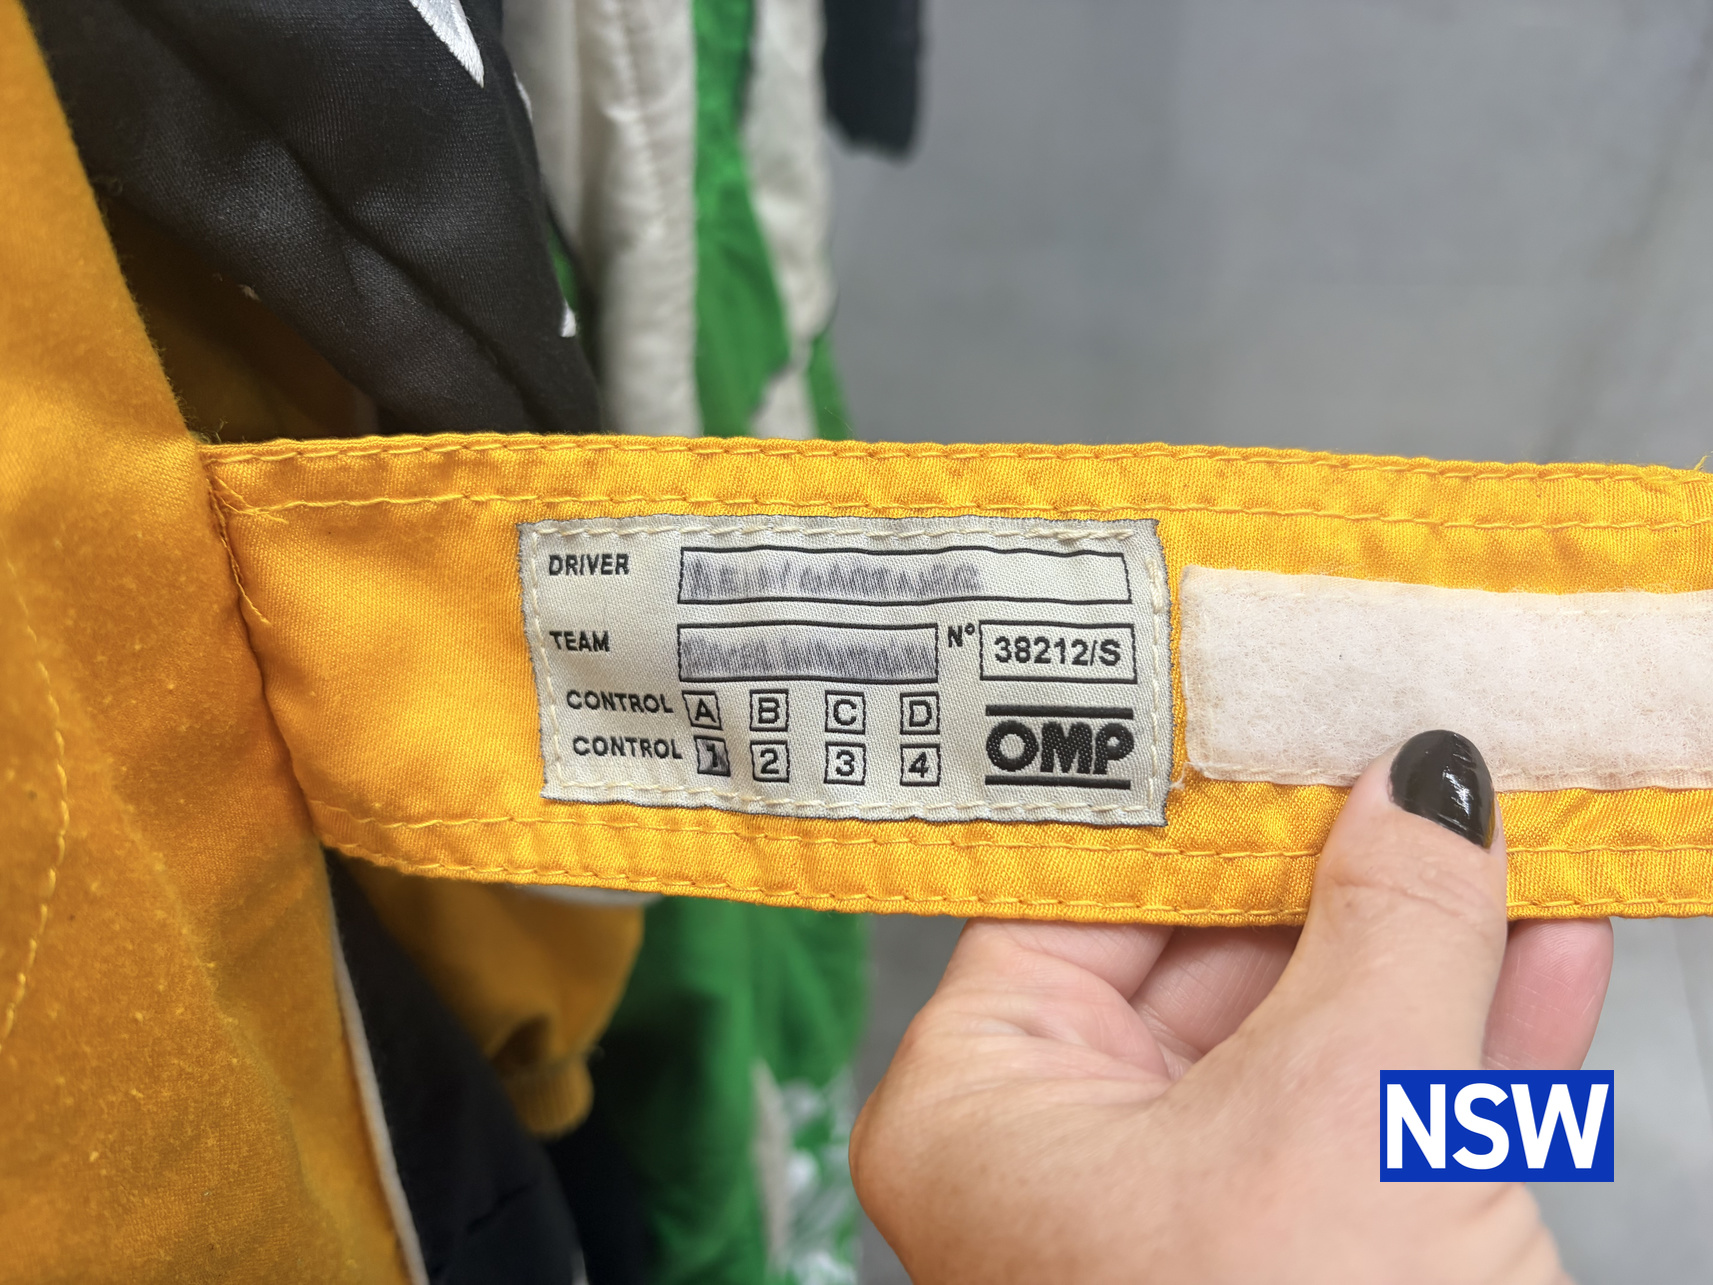 DRIVER
TEAM N° 38212/S
CONTROL A B C D
CONTROL 1 2 3 4
OMP
NSW